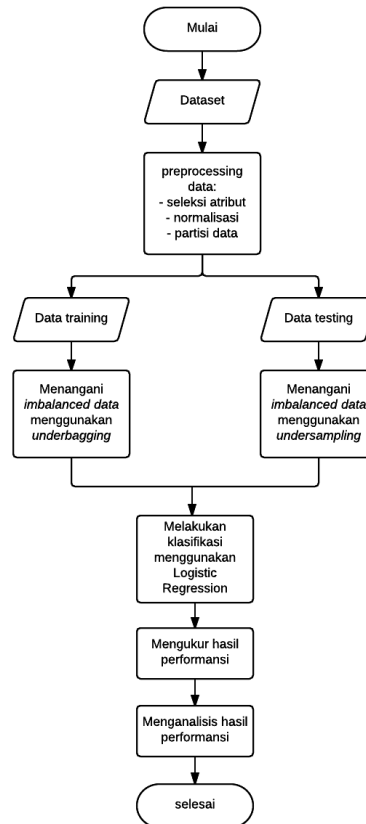 Mulai
Dataset
preprocessing
data:
- seleksi atribut
- normalisasi
- partisi data
Data training
Data testing
Menangani
imbalanced data
menggunakan
underbagging
Menangani
imbalanced data
menggunakan
undersampling
Melakukan
klasifikasi
menggunakan
Logistic
Regression
Mengukur hasil
performansi
Menganalisis hasil
performansi
selesai